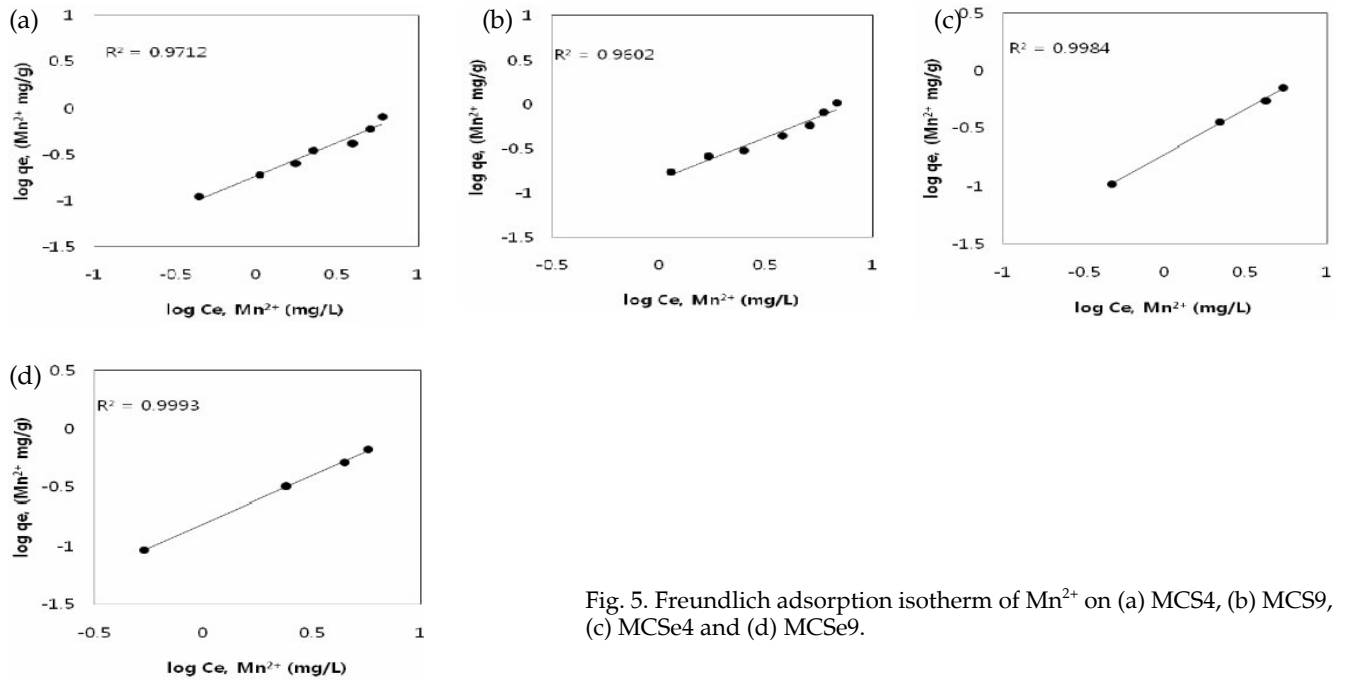 (a)
1
0.5
0
-0.5
-1
-1.5
R² = 0.9712
log qe, (Mn²⁺ mg/g)
-1 -0.5 0 0.5 1
log Ce, Mn²⁺ (mg/L)
(b)
1
0.5
0
-0.5
-1
-1.5
R² = 0.9602
log qe, (Mn²⁺ mg/g)
-0.5 0 0.5 1
log Ce, Mn²⁺ (mg/L)
(c)
0.5
0
-0.5
-1
-1.5
R² = 0.9984
log qe, (Mn²⁺ mg/g)
-1 -0.5 0 0.5 1
log Ce, Mn²⁺ (mg/L)
(d)
0.5
0
-0.5
-1
-1.5
R² = 0.9993
log qe, (Mn²⁺ mg/g)
-0.5 0 0.5 1
log Ce, Mn²⁺ (mg/L)
Fig. 5. Freundlich adsorption isotherm of Mn²⁺ on (a) MCS4, (b) MCS9,
(c) MCSe4 and (d) MCSe9.